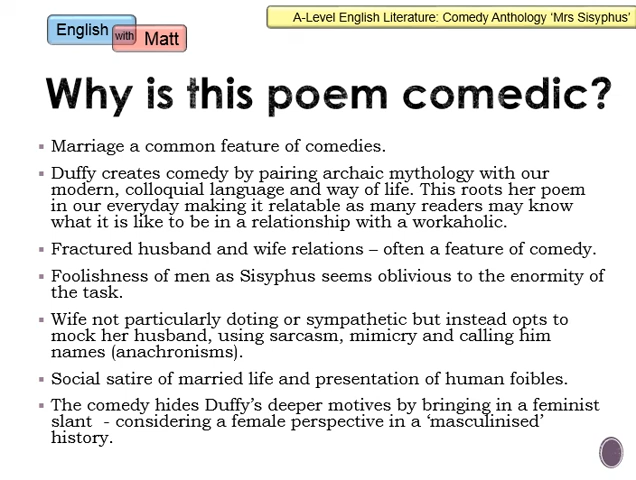 A-Level English Literature: Comedy Anthology ‘Mrs Sisyphus’
English
with
Matt
Why is this poem comedic?
▪ Marriage a common feature of comedies.
▪ Duffy creates comedy by pairing archaic mythology with our
modern, colloquial language and way of life. This roots her poem
in our everyday making it relatable as many readers may know
what it is like to be in a relationship with a workaholic.
▪ Fractured husband and wife relations – often a feature of comedy.
▪ Foolishness of men as Sisyphus seems oblivious to the enormity of
the task.
▪ Wife not particularly doting or sympathetic but instead opts to
mock her husband, using sarcasm, mimicry and calling him
names (anachronisms).
▪ Social satire of married life and presentation of human foibles.
▪ The comedy hides Duffy’s deeper motives by bringing in a feminist
slant - considering a female perspective in a ‘masculinised’
history.